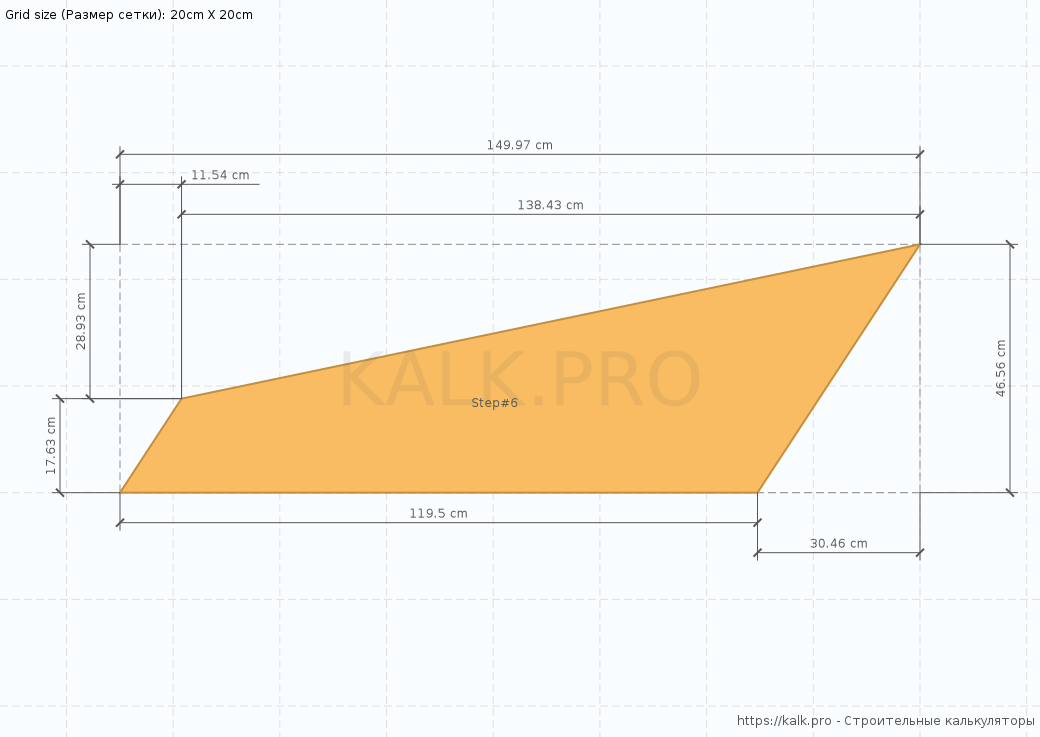 Grid size (Размер сетки): 20cm X 20cm
149.97 cm
11.54 cm
138.43 cm
28.93 cm
46.56 cm
KALK.PRO
Step#6
17.63 cm
119.5 cm
30.46 cm
https://kalk.pro - Строительные калькуляторы